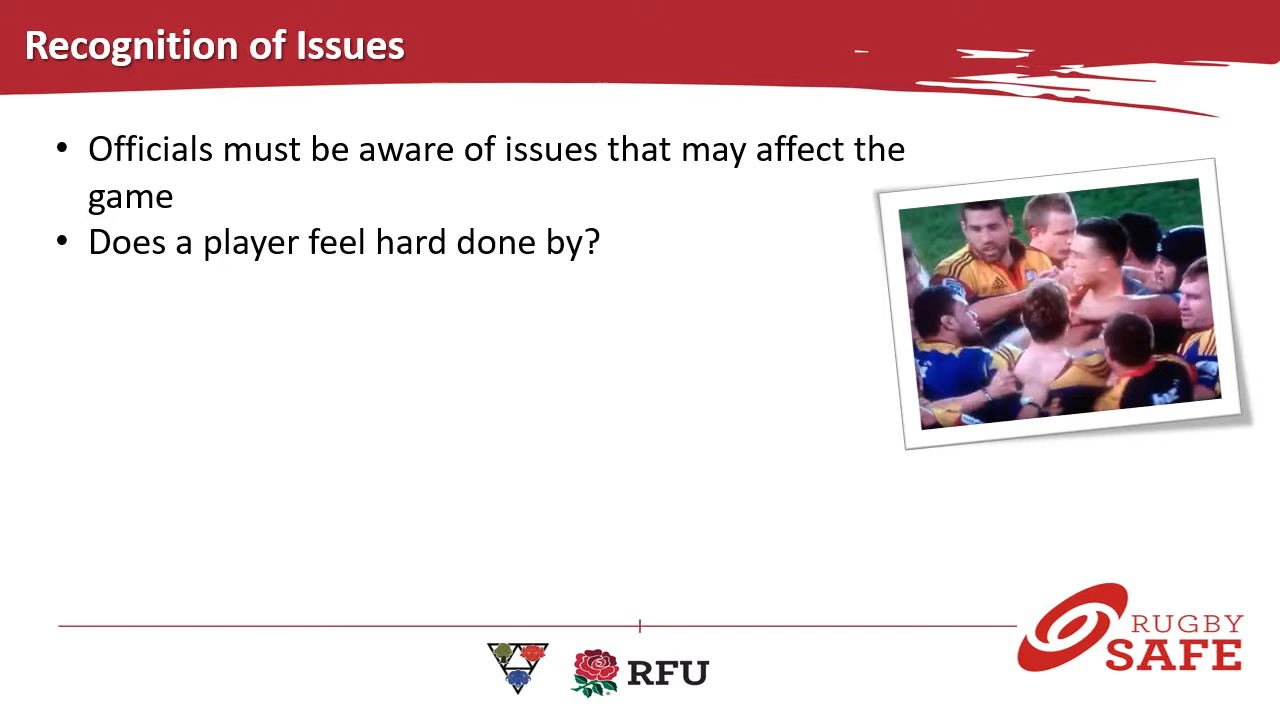 Recognition of Issues
• Officials must be aware of issues that may affect the
game
• Does a player feel hard done by?
RFU
RUGBY
SAFE